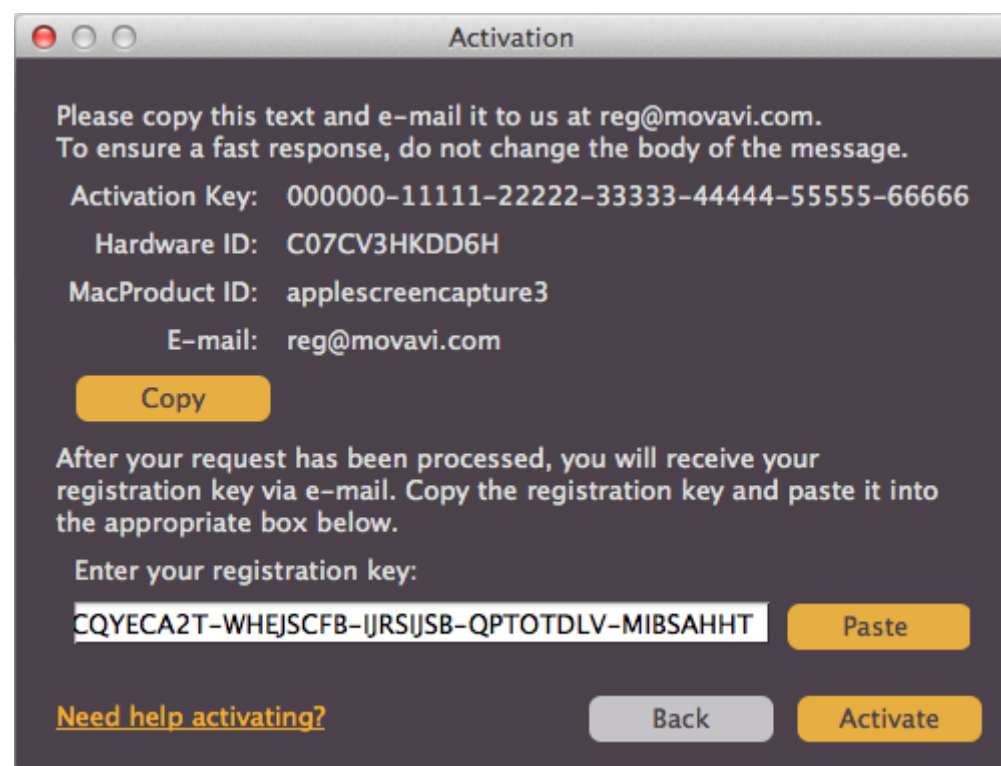 Activation
Please copy this text and e-mail it to us at reg@movavi.com.
To ensure a fast response, do not change the body of the message.
Activation Key: 000000-11111-22222-33333-44444-55555-66666
Hardware ID: C07CV3HKDD6H
MacProduct ID: applescreencapture3
E-mail: reg@movavi.com
Copy
After your request has been processed, you will receive your
registration key via e-mail. Copy the registration key and paste it into
the appropriate box below.
Enter your registration key:
CQYECA2T-WHEJSCFB-IJRSIJSB-QPTOTDLV-MIBSAHHT Paste
Need help activating? Back Activate